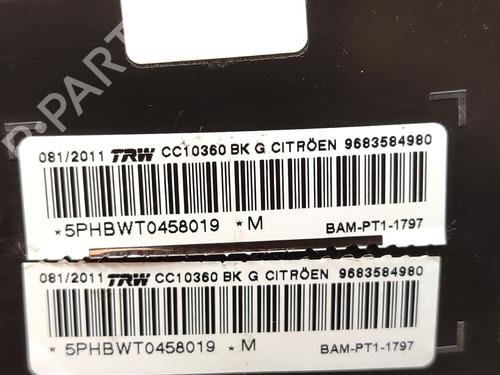 B-PARTS
081/2011 TRW CC10360 BK G CITRÖEN 9683584980
*5PHBWT0458019 *M BAM-PT1-1797
081/2011 TRW CC10360 BK G CITRÖEN 9683584980
* 5PHBWT0458019 *M BAM-PT1-1797